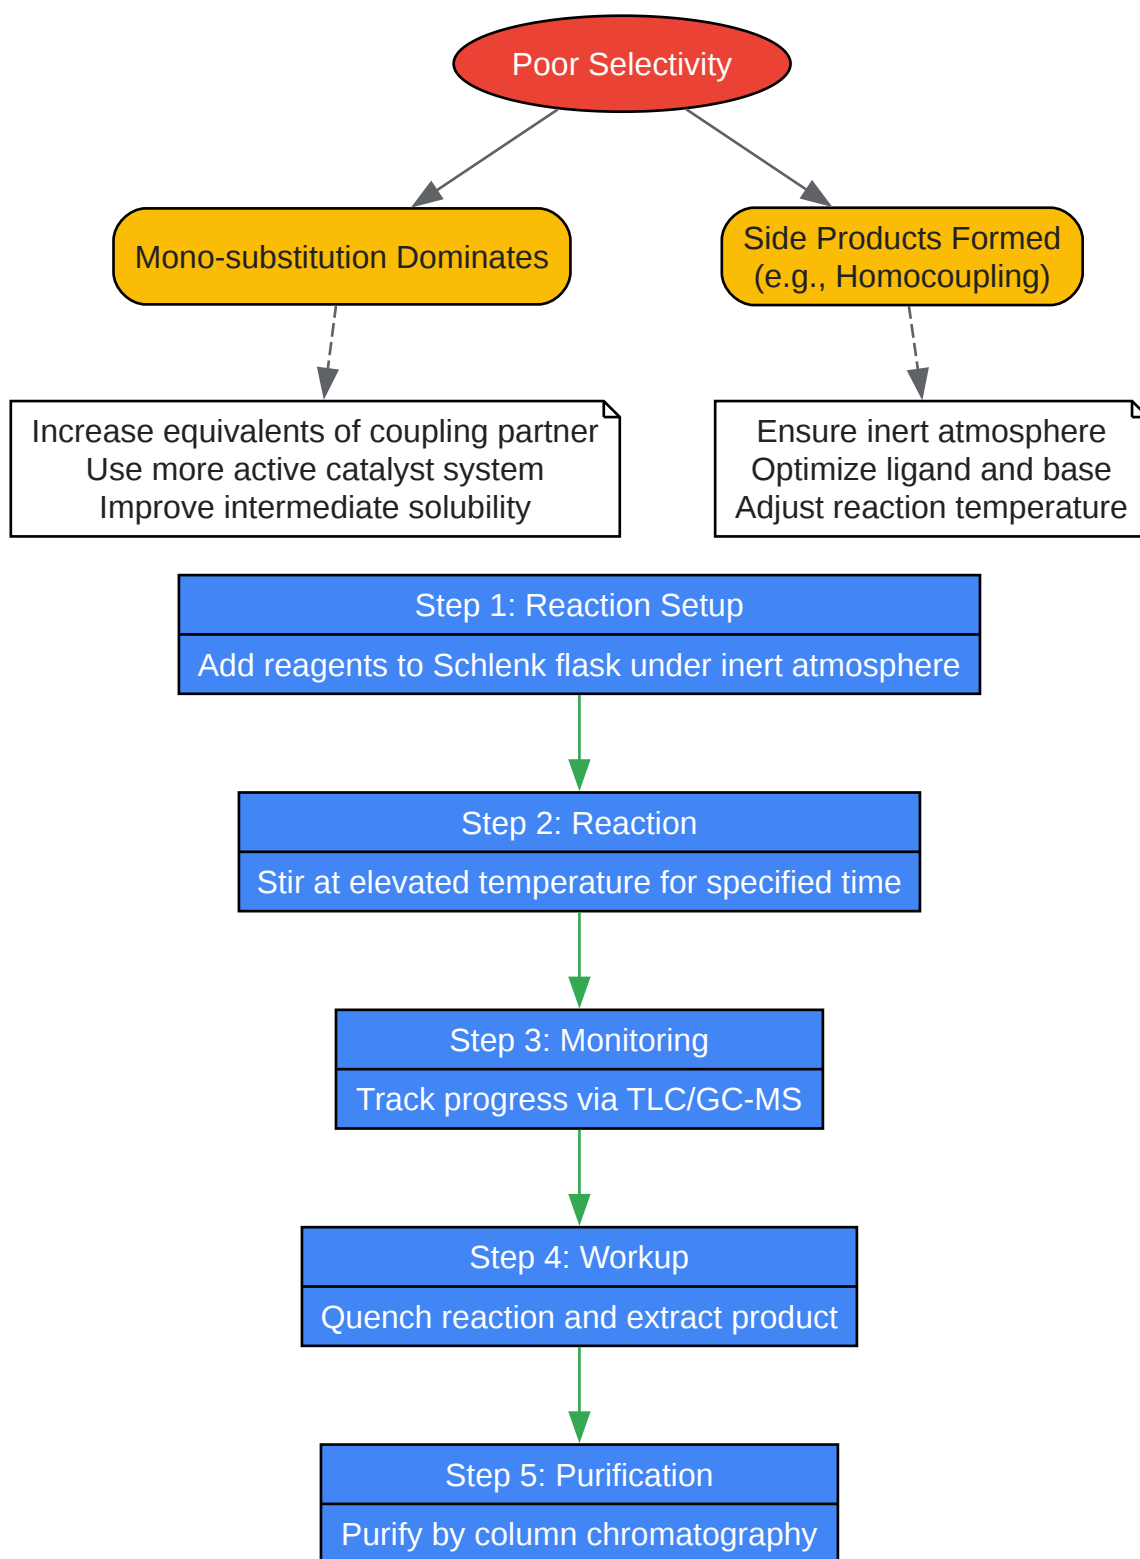 Poor Selectivity
Mono-substitution Dominates
Side Products Formed
(e.g., Homocoupling)
Increase equivalents of coupling partner
Use more active catalyst system
Improve intermediate solubility
Ensure inert atmosphere
Optimize ligand and base
Adjust reaction temperature
Step 1: Reaction Setup
Add reagents to Schlenk flask under inert atmosphere
Step 2: Reaction
Stir at elevated temperature for specified time
Step 3: Monitoring
Track progress via TLC/GC-MS
Step 4: Workup
Quench reaction and extract product
Step 5: Purification
Purify by column chromatography